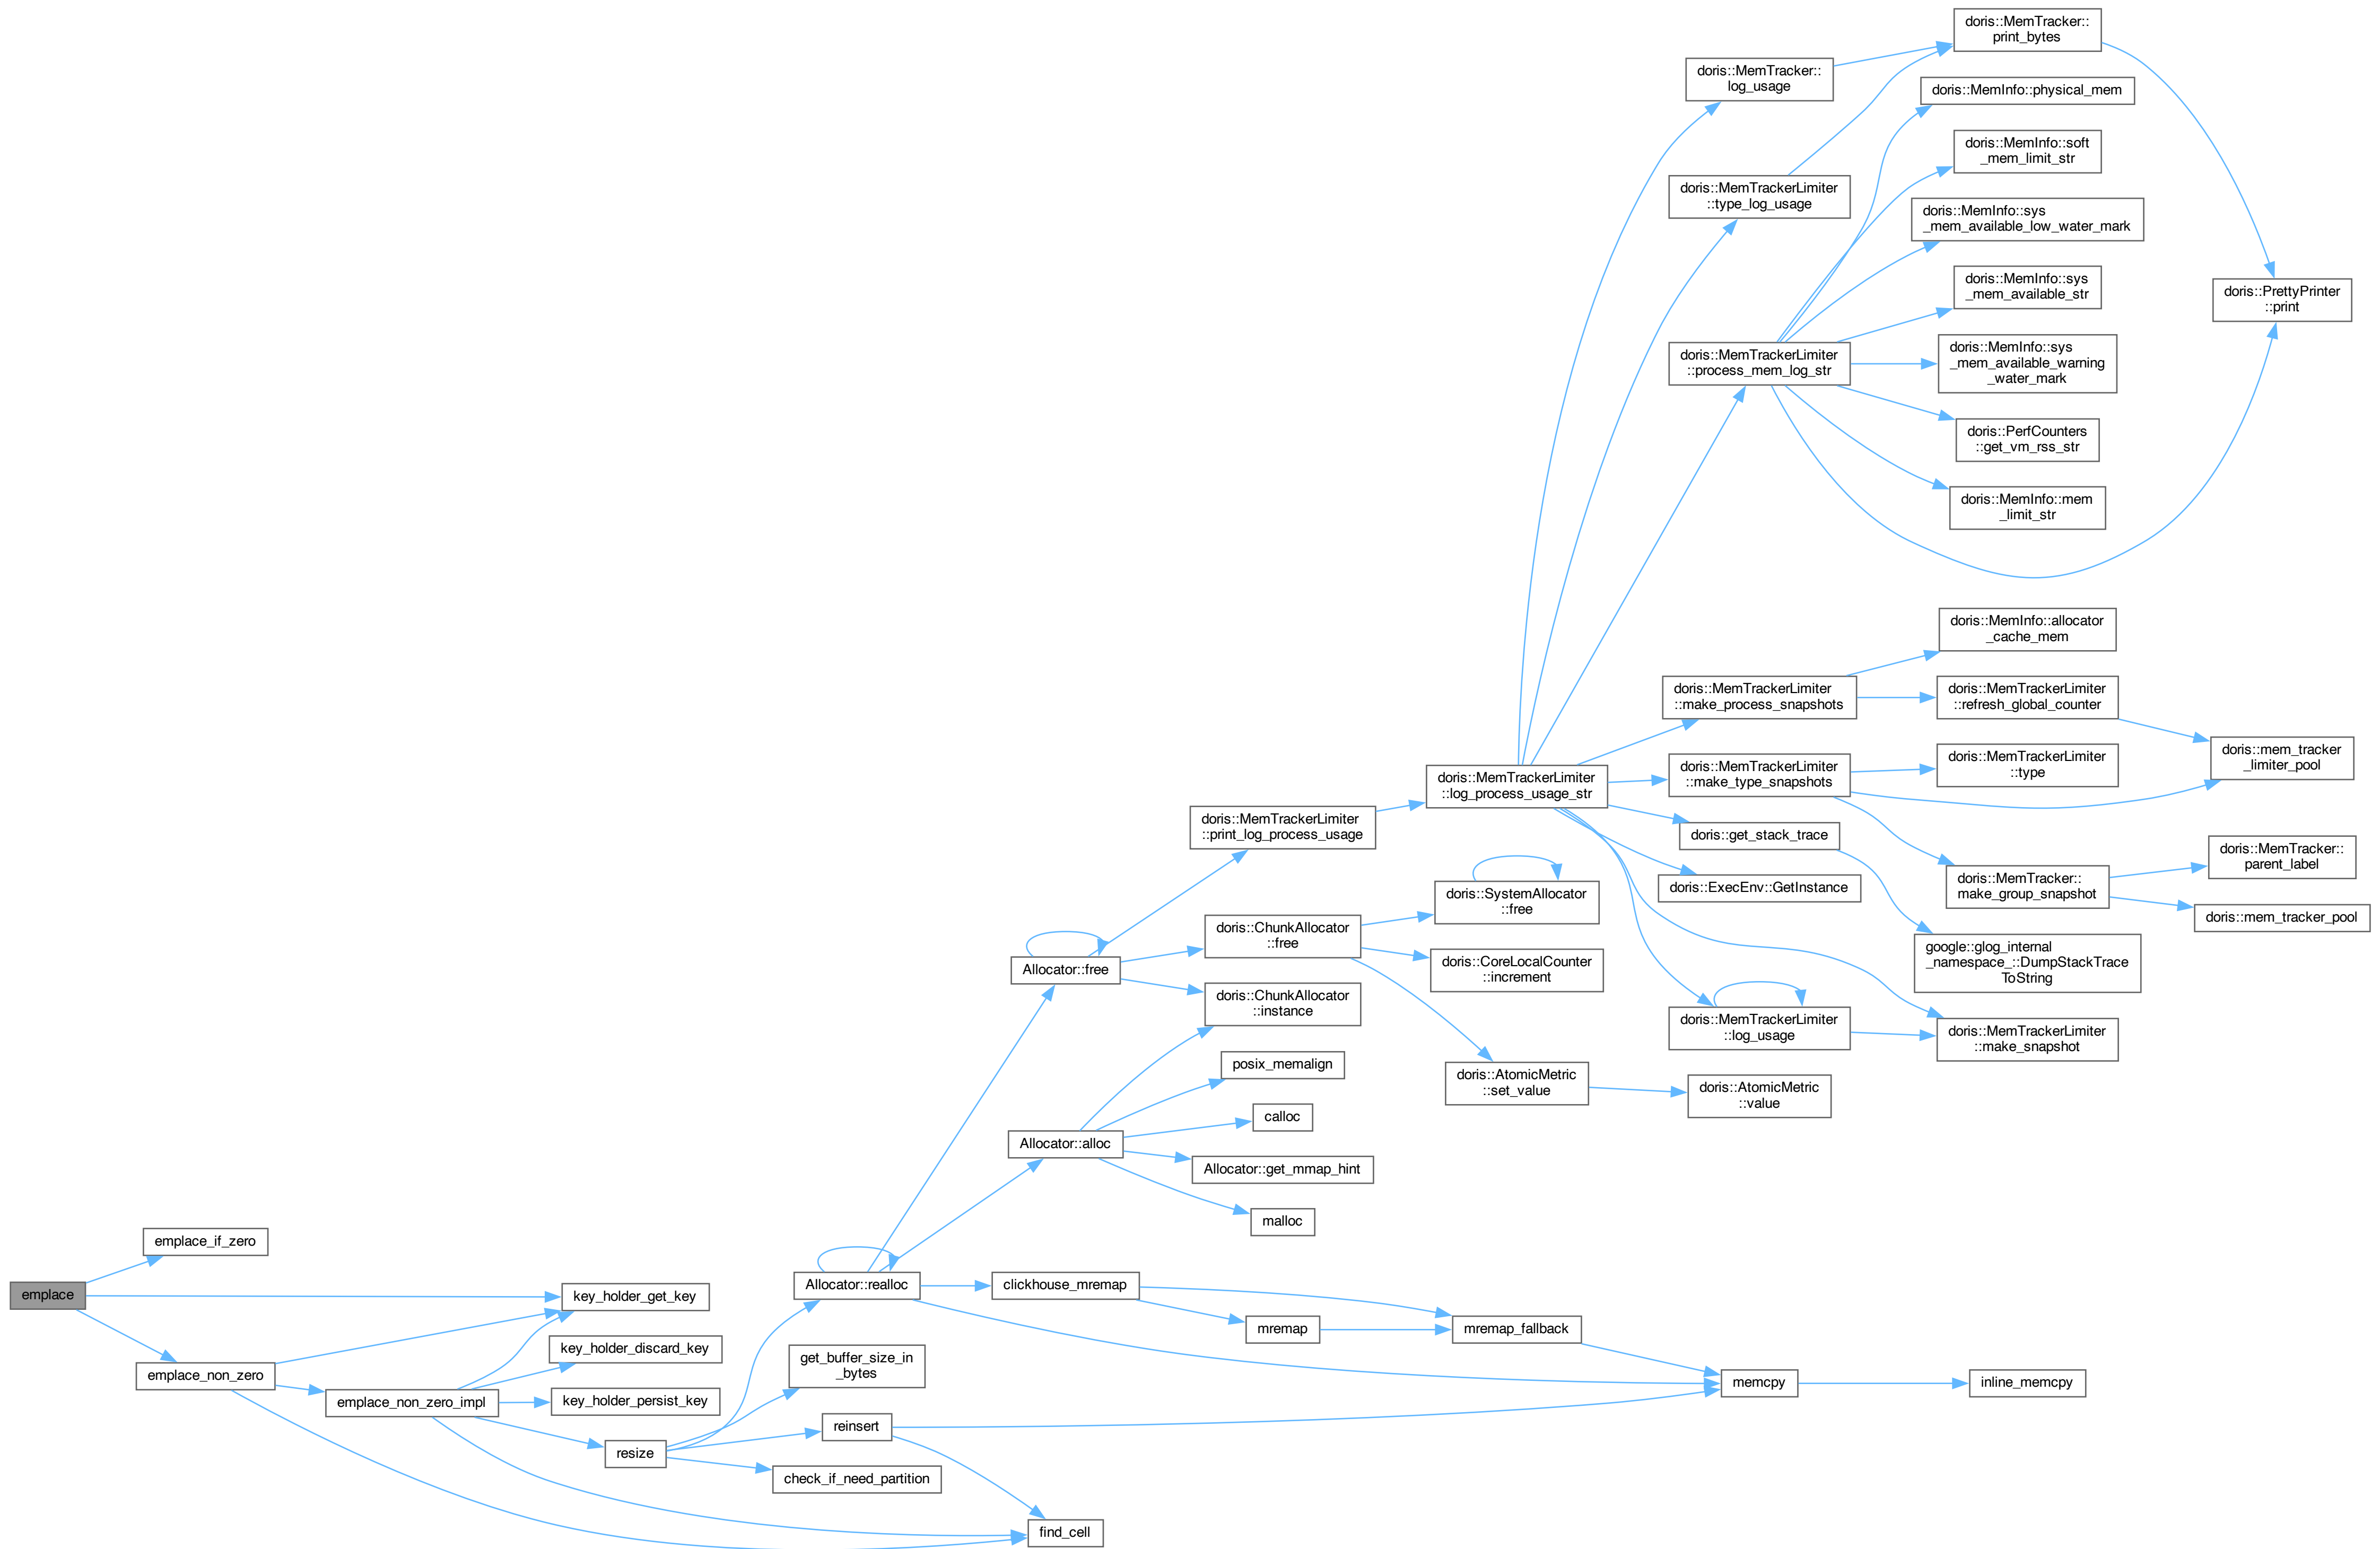 doris::MemTracker::
print_bytes
doris::MemTracker::
log_usage
doris::MemInfo::physical_mem
doris::MemInfo::soft
_mem_limit_str
doris::MemTrackerLimiter
::type_log_usage
doris::MemInfo::sys
_mem_available_low_water_mark
doris::MemInfo::sys
_mem_available_str
doris::PrettyPrinter
::print
doris::MemTrackerLimiter
::process_mem_log_str
doris::MemInfo::sys
_mem_available_warning
_water_mark
doris::PerfCounters
::get_vm_rss_str
doris::MemInfo::mem
_limit_str
doris::MemInfo::allocator
_cache_mem
doris::MemTrackerLimiter
::make_process_snapshots
doris::MemTrackerLimiter
::refresh_global_counter
doris::mem_tracker
_limiter_pool
doris::MemTrackerLimiter
::log_process_usage_str
doris::MemTrackerLimiter
::make_type_snapshots
doris::MemTrackerLimiter
::type
doris::MemTrackerLimiter
::print_log_process_usage
doris::get_stack_trace
doris::MemTracker::
parent_label
doris::ExecEnv::GetInstance
doris::MemTracker::
make_group_snapshot
doris::mem_tracker_pool
doris::SystemAllocator
::free
doris::ChunkAllocator
::free
google::glog_internal
_namespace_::DumpStackTrace
ToString
Allocator::free
doris::CoreLocalCounter
::increment
doris::ChunkAllocator
::instance
doris::MemTrackerLimiter
::log_usage
doris::MemTrackerLimiter
::make_snapshot
posix_memalign
doris::AtomicMetric
::set_value
doris::AtomicMetric
::value
calloc
Allocator::alloc
Allocator::get_mmap_hint
malloc
emplace_if_zero
Allocator::realloc
clickhouse_mremap
emplace
key_holder_get_key
mremap
mremap_fallback
key_holder_discard_key
get_buffer_size_in
_bytes
emplace_non_zero
memcpy
inline_memcpy
emplace_non_zero_impl
key_holder_persist_key
reinsert
resize
check_if_need_partition
find_cell